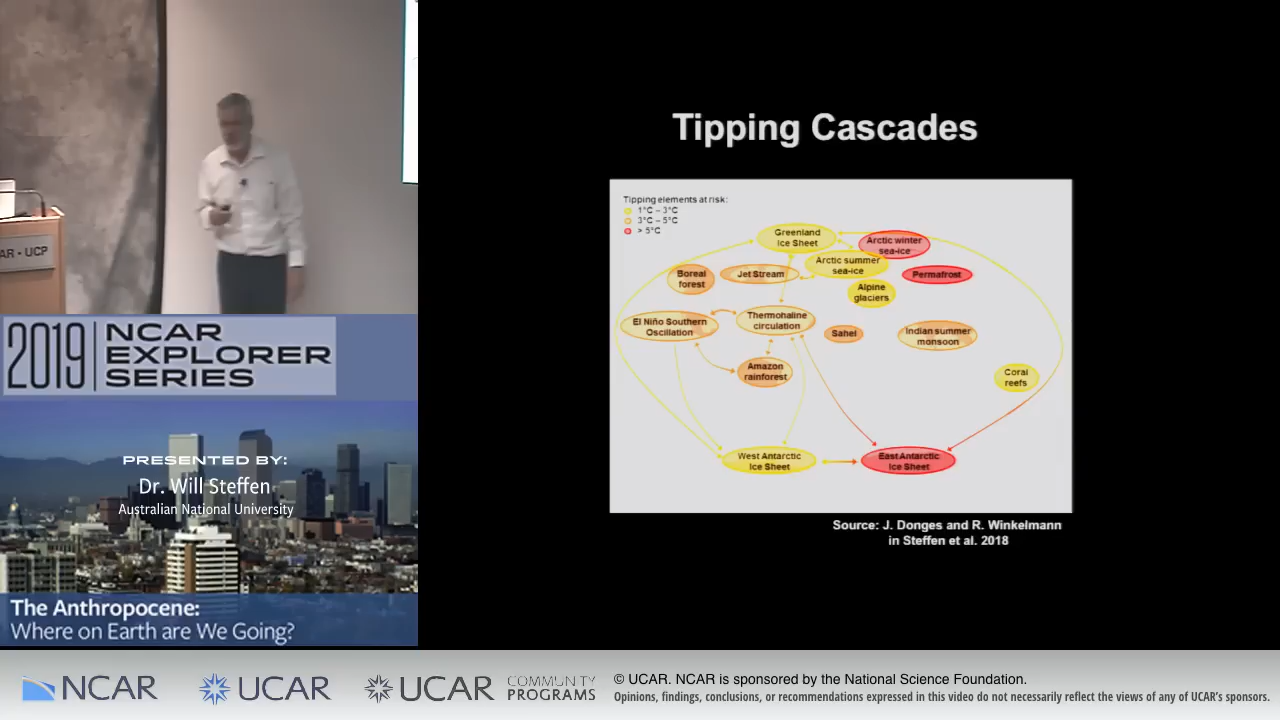 AR - UCP
2019
NCAR
EXPLORER
SERIES
PRESENTED BY:
Dr. Will Steffen
Australian National University
The Anthropocene:
Where on Earth are We Going?
Tipping Cascades
Tipping elements at risk:
1°C – 3°C
3°C – 5°C
> 5°C
Greenland
Ice Sheet
Arctic winter
sea-ice
Arctic summer
sea-ice
Boreal
forest
Jet Stream
Permafrost
Alpine
glaciers
El Niño Southern
Oscillation
Thermohaline
circulation
Sahel
Indian summer
monsoon
Amazon
rainforest
Coral
reefs
West Antarctic
Ice Sheet
East Antarctic
Ice Sheet
Source: J. Donges and R. Winkelmann
in Steffen et al. 2018
NCAR
UCAR
UCAR
COMMUNITY
PROGRAMS
© UCAR. NCAR is sponsored by the National Science Foundation.
Opinions, findings, conclusions, or recommendations expressed in this video do not necessarily reflect the views of any of UCAR's sponsors.